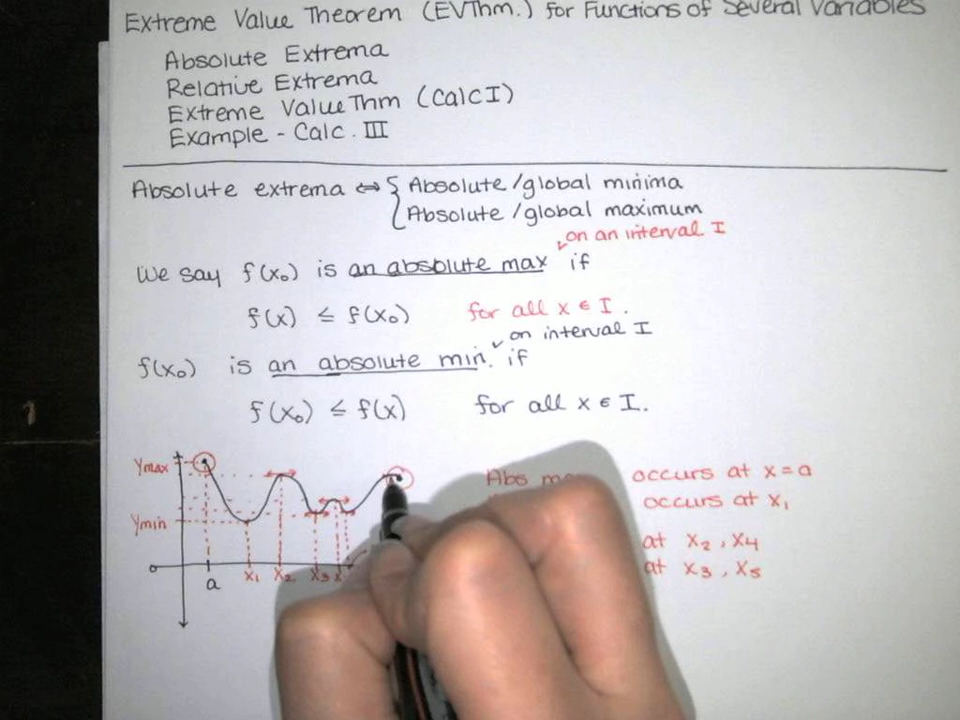 Extreme Value Theorem (EVThm.) for Functions of Several Variables
Absolute Extrema
Relative Extrema
Extreme Value Thm (Calc I)
Example - Calc. III
Absolute extrema ⇔ { Absolute/global minima
Absolute/global maximum
on an interval I
We say f(x₀) is an absolute max if
f(x) ≤ f(x₀) for all x ∈ I.
on interval I
f(x₀) is an absolute min. if
f(x₀) ≤ f(x) for all x ∈ I.
Ymax
Ymin
a
x₁ x₂ x₃
Abs occurs at x = a
occurs at x₁
at x₂, x₄
at x₃, x₅